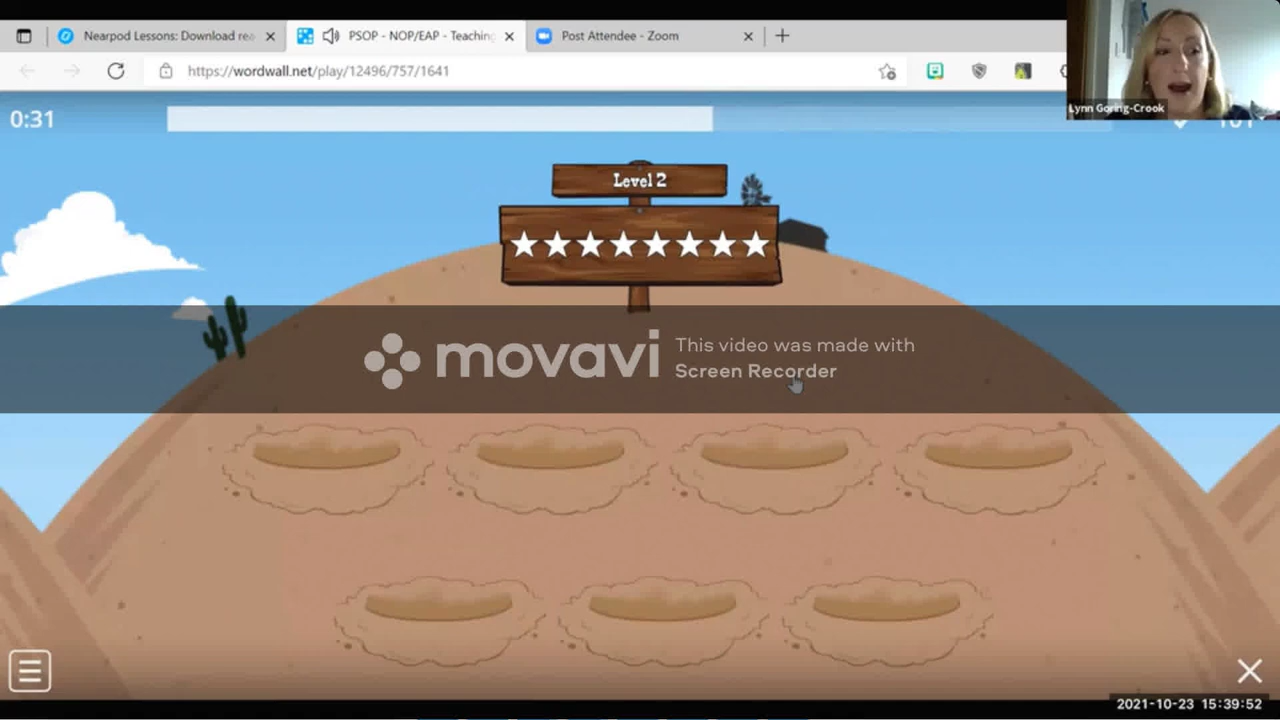 Nearpod Lessons: Download rea
PSOP - NOP/EAP - Teaching
Post Attendee - Zoom
https://wordwall.net/play/12496/757/1641
Lynn Goring-Crook
0:31
Level 2
movavi
This video was made with
Screen Recorder
2021-10-23 15:39:52